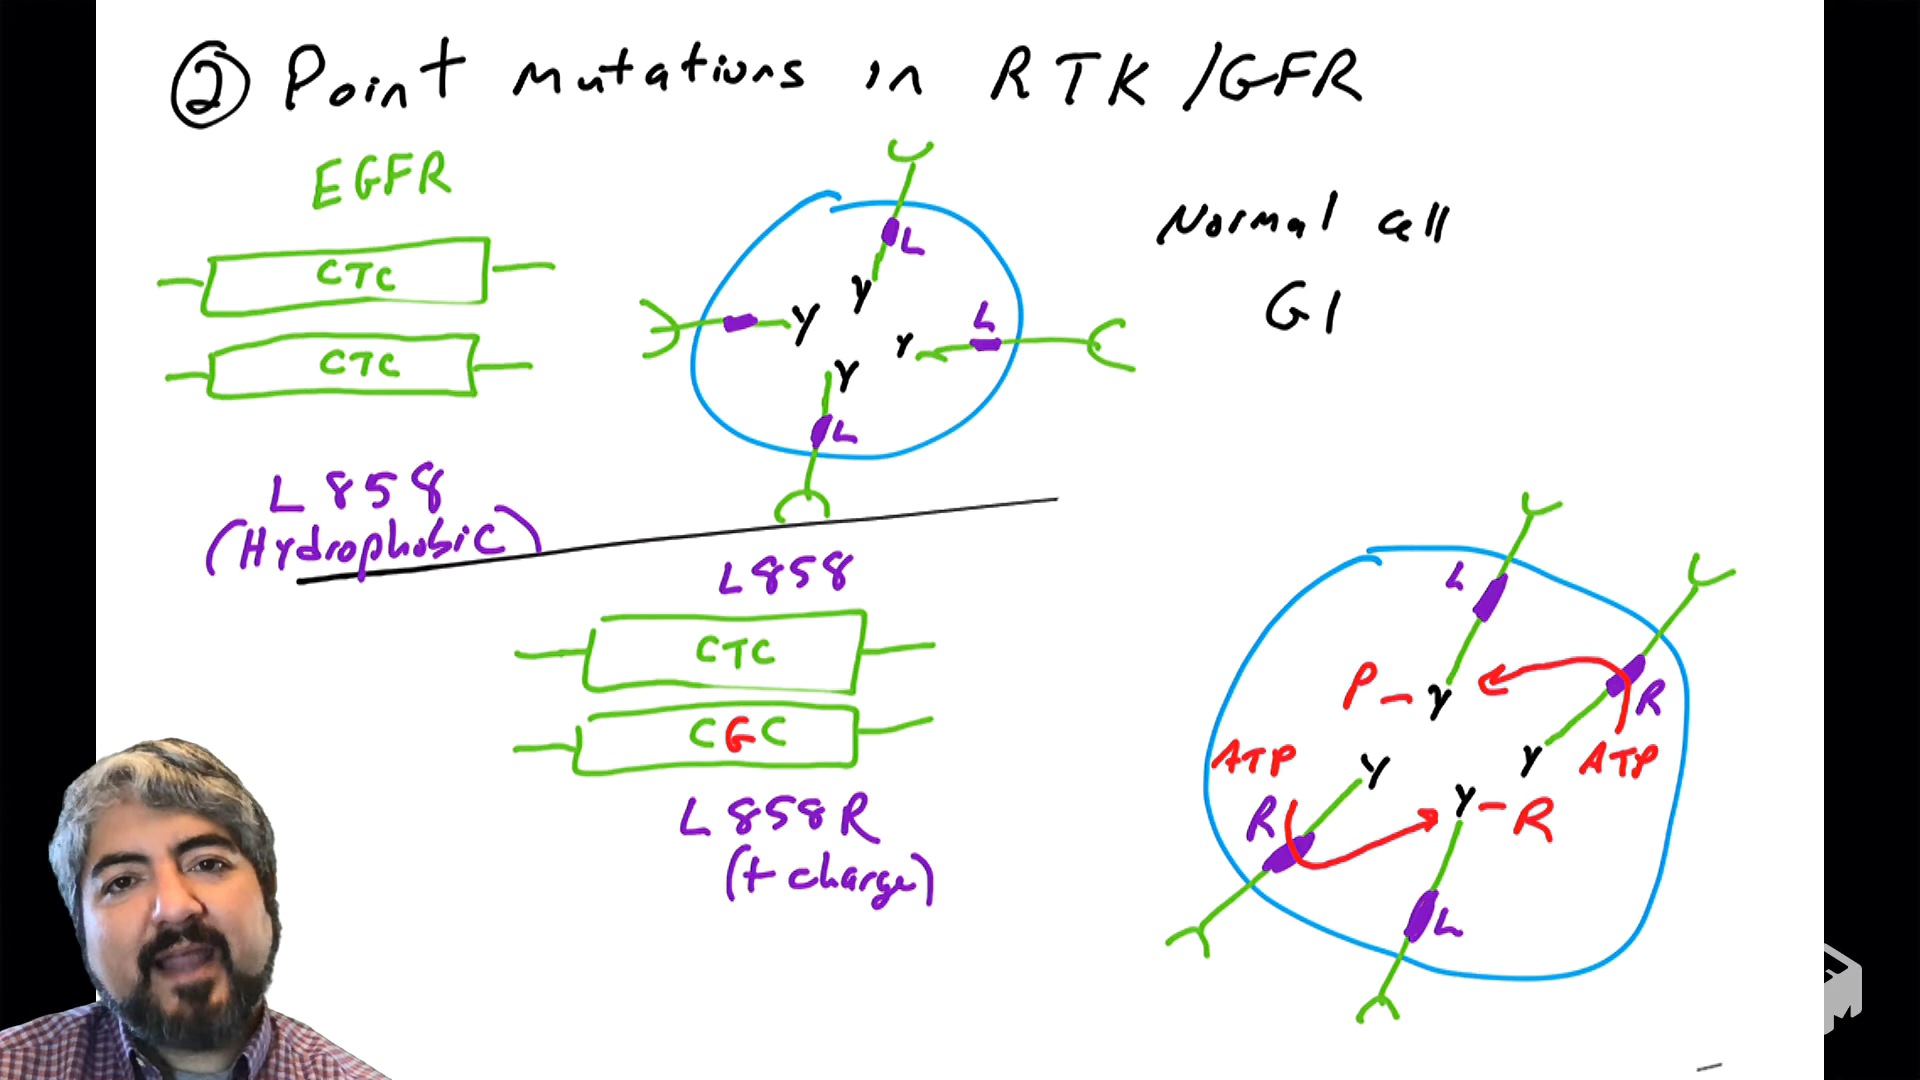 ② Point mutations in RTK/GFR
EGFR
CTC
CTC
L858
(Hydrophobic)
L
Y
Y
L
Y
Y
L
Normal cell
G1
L858
CTC
CGC
L858R
(+ charge)
L
R
P-Y
Y
ATP
ATP
Y
R
Y-R
L
M